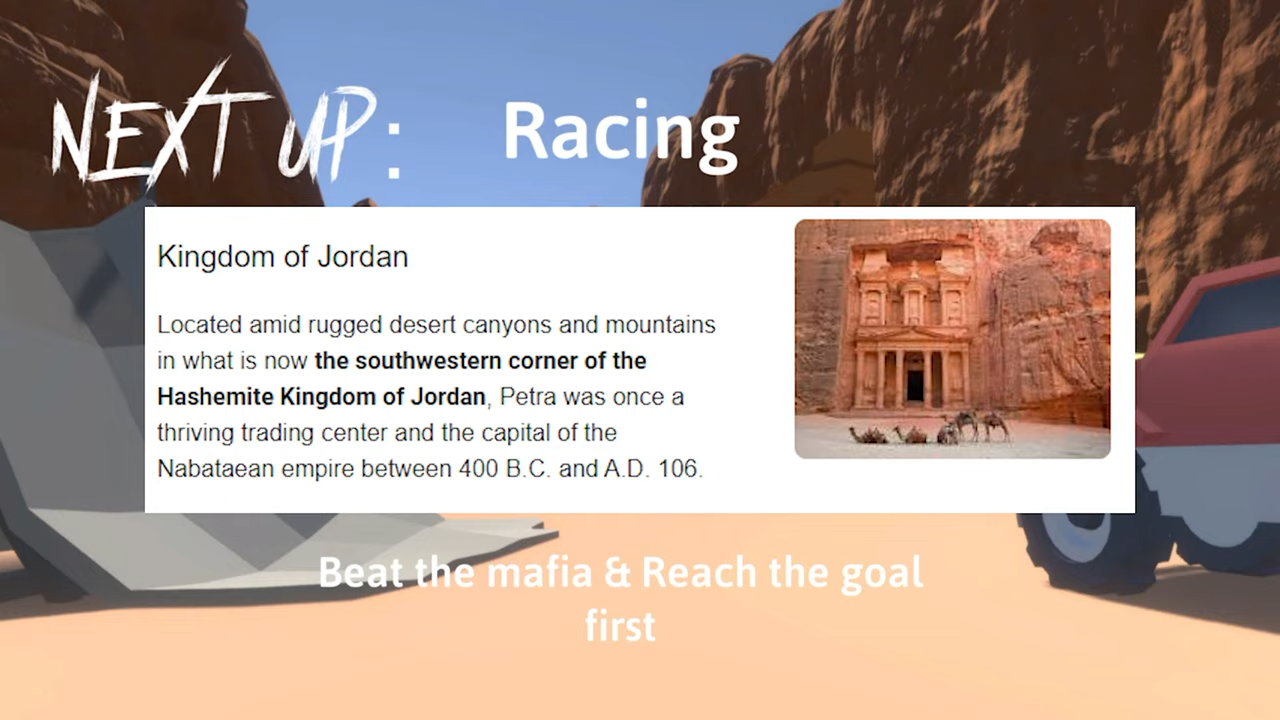 NEXT UP: Racing
Kingdom of Jordan
Located amid rugged desert canyons and mountains
in what is now the southwestern corner of the
Hashemite Kingdom of Jordan, Petra was once a
thriving trading center and the capital of the
Nabataean empire between 400 B.C. and A.D. 106.
Beat the mafia & Reach the goal
first